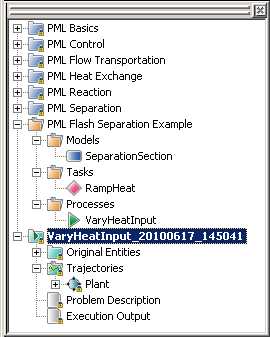 PML Basics
PML Control
PML Flow Transportation
PML Heat Exchange
PML Reaction
PML Separation
PML Flash Separation Example
Models
SeparationSection
Tasks
RampHeat
Processes
VaryHeatInput
VaryHeatInput_20100617_145041
Original Entities
Trajectories
Plant
Problem Description
Execution Output